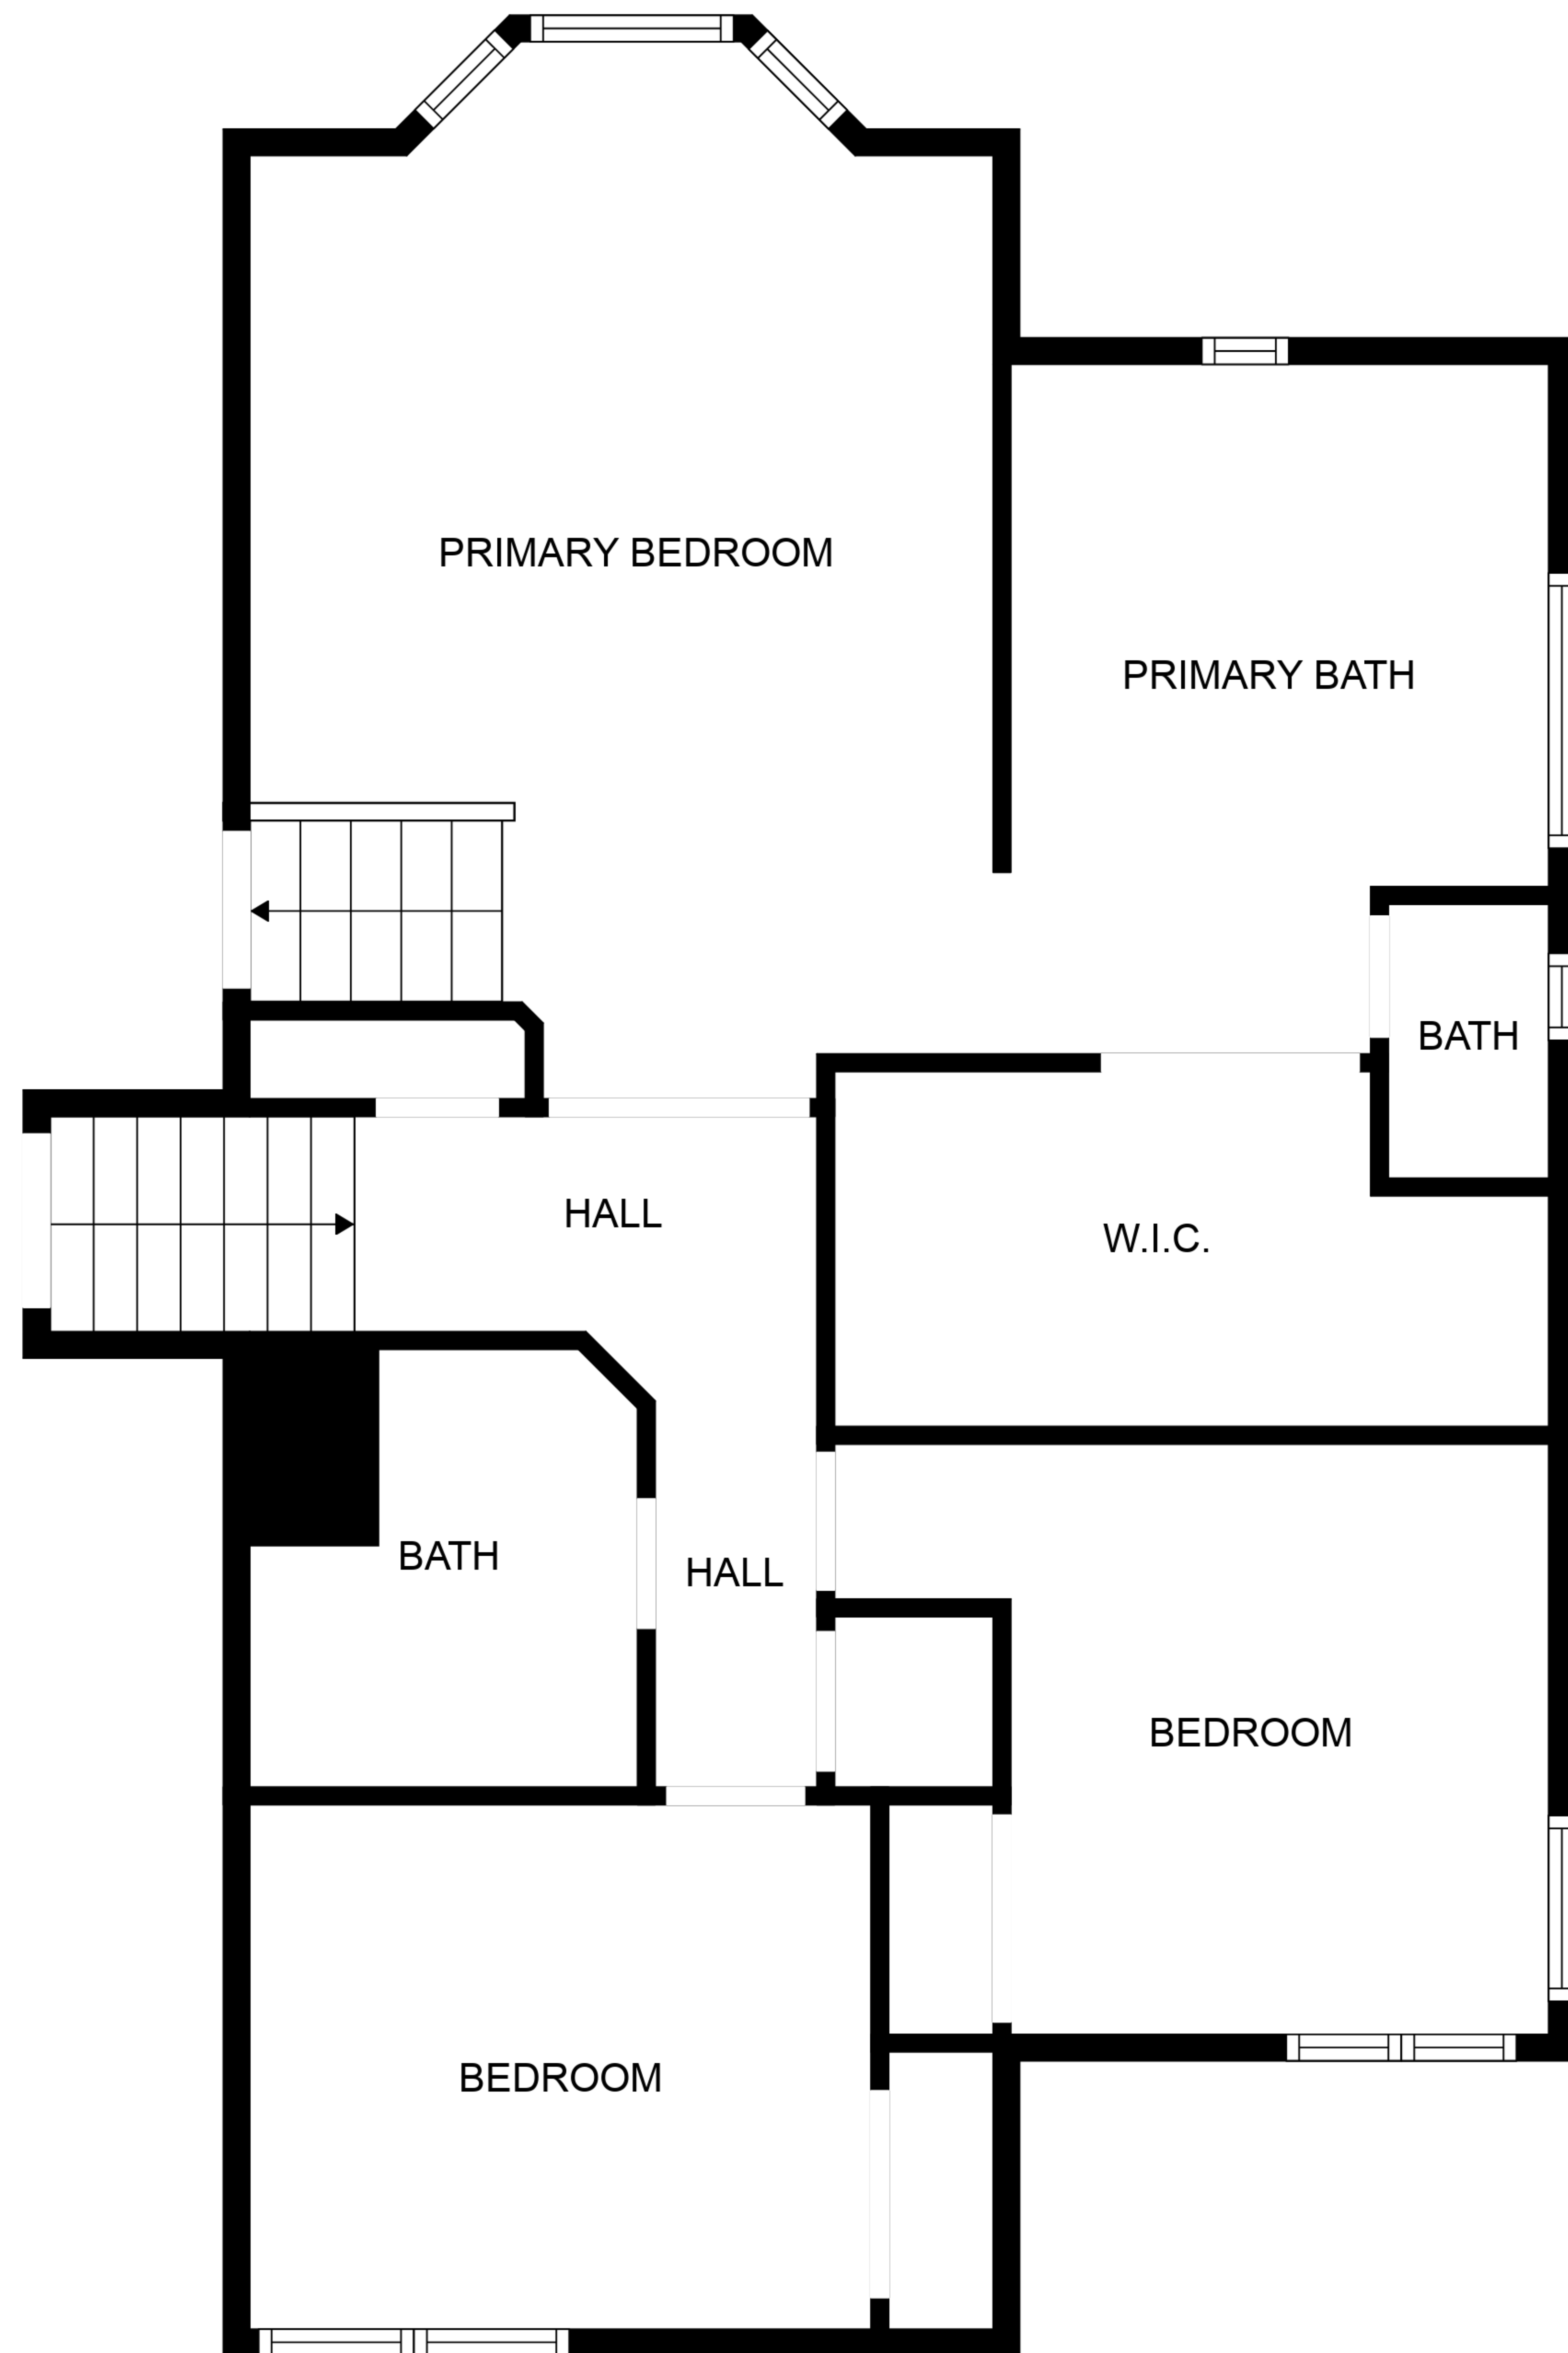 PRIMARY BEDROOM
PRIMARY BATH
BATH
HALL
W.I.C.
BATH
HALL
BEDROOM
BEDROOM